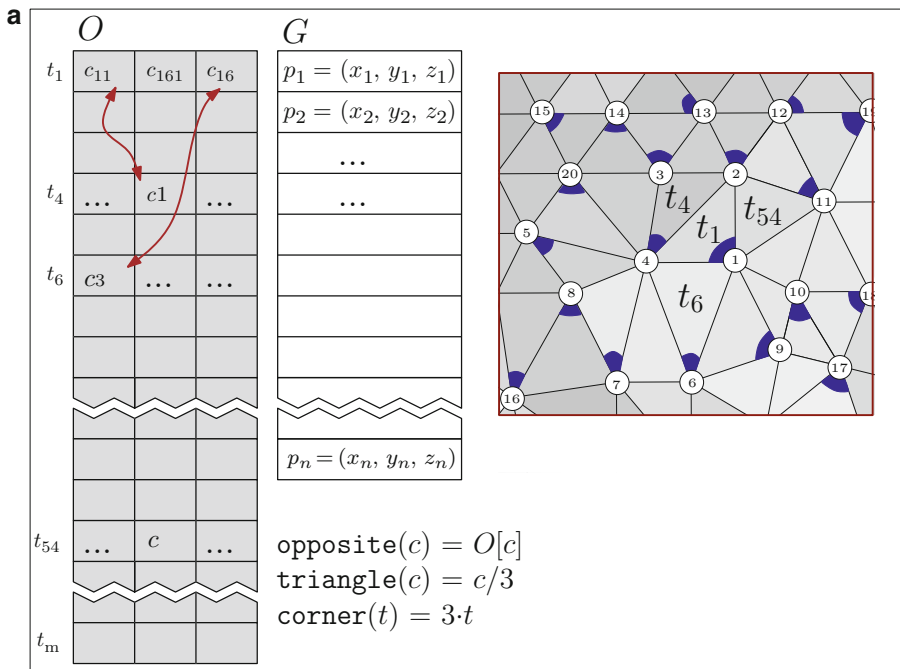 a
O G
t₁ c₁₁ c₁₆₁ c₁₆ p₁ = (x₁, y₁, z₁)
p₂ = (x₂, y₂, z₂)
...
t₄ ... c1 ... ...
t₆ c3 ... ...
pₙ = (xₙ, yₙ, zₙ)
t₅₄ ... c ...
opposite(c) = O[c]
triangle(c) = c/3
corner(t) = 3·t
tₘ
15 14 13 12 19
20 3 2
t₄ t₅₄ 11
5 t₁
4 1
8 t₆ 10 18
9
7 6 17
16